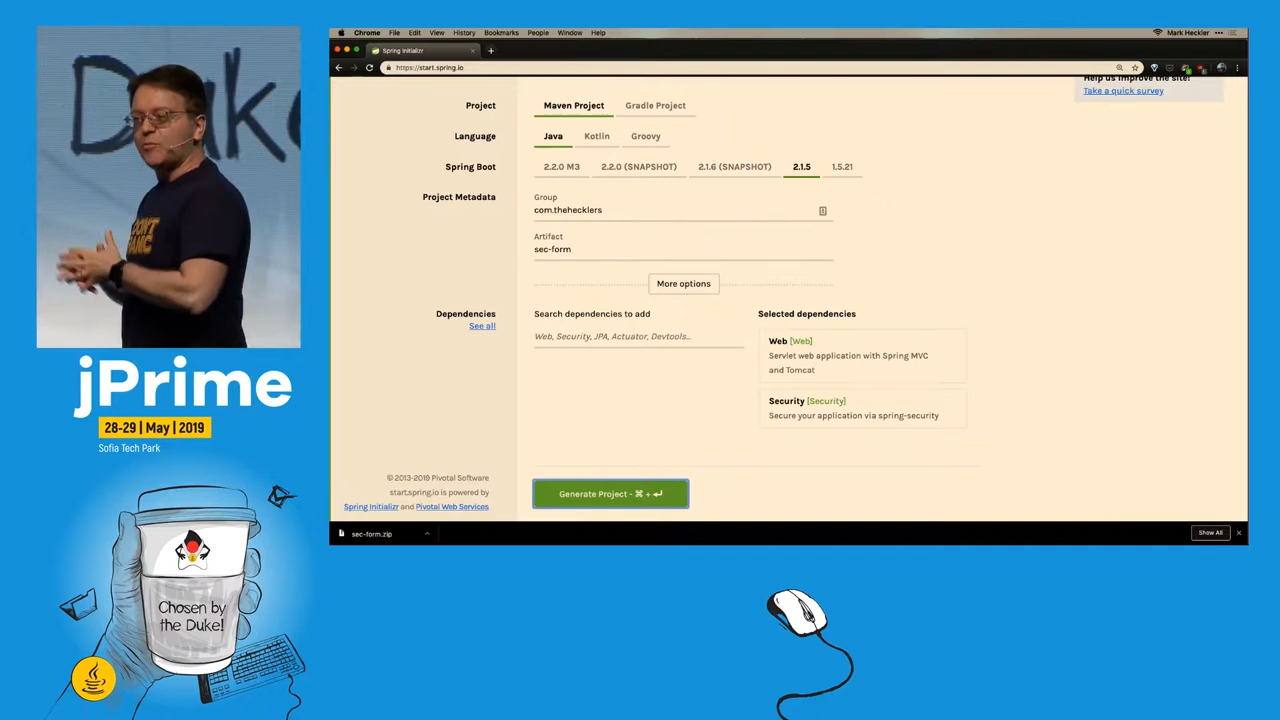 Duke
DON'T
PANIC
jPrime
28-29 | May | 2019
Sofia Tech Park
Chosen by
the Duke!
Chrome File Edit View History Bookmarks People Window Help
Mark Heckler
Spring Initializr
https://start.spring.io
Help us improve the site!
Take a quick survey
Project
Maven Project Gradle Project
Language
Java Kotlin Groovy
Spring Boot
2.2.0 M3 2.2.0 (SNAPSHOT) 2.1.6 (SNAPSHOT) 2.1.5 1.5.21
Project Metadata
Group
com.thehecklers
Artifact
sec-form
More options
Dependencies
See all
Search dependencies to add
Web, Security, JPA, Actuator, Devtools...
Selected dependencies
Web [Web]
Servlet web application with Spring MVC
and Tomcat
Security [Security]
Secure your application via spring-security
© 2013-2019 Pivotal Software
start.spring.io is powered by
Spring Initializr and Pivotal Web Services
Generate Project - ⌘ + ↵
sec-form.zip
Show All